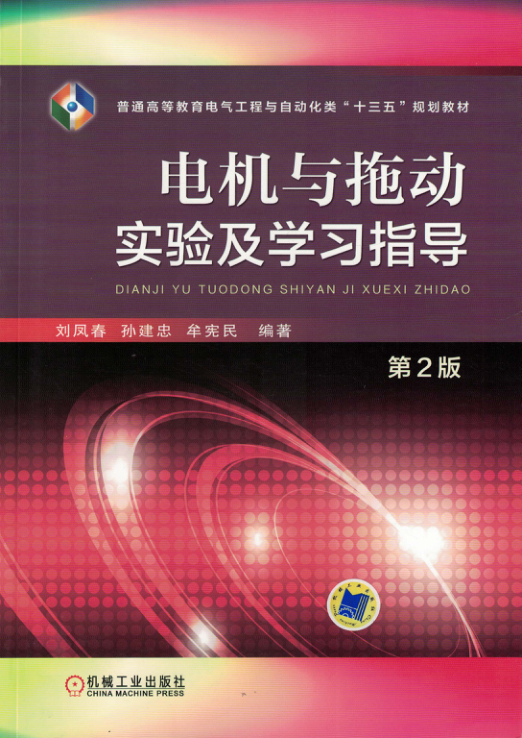 普通高等教育电气工程与自动化类“十三五”规划教材
电机与拖动
实验及学习指导
DIANJI YU TUODONG SHIYAN JI XUEXI ZHIDAO
刘凤春 孙建忠 牟宪民 编著
第2版
机械工业出版社
CHINA MACHINE PRESS